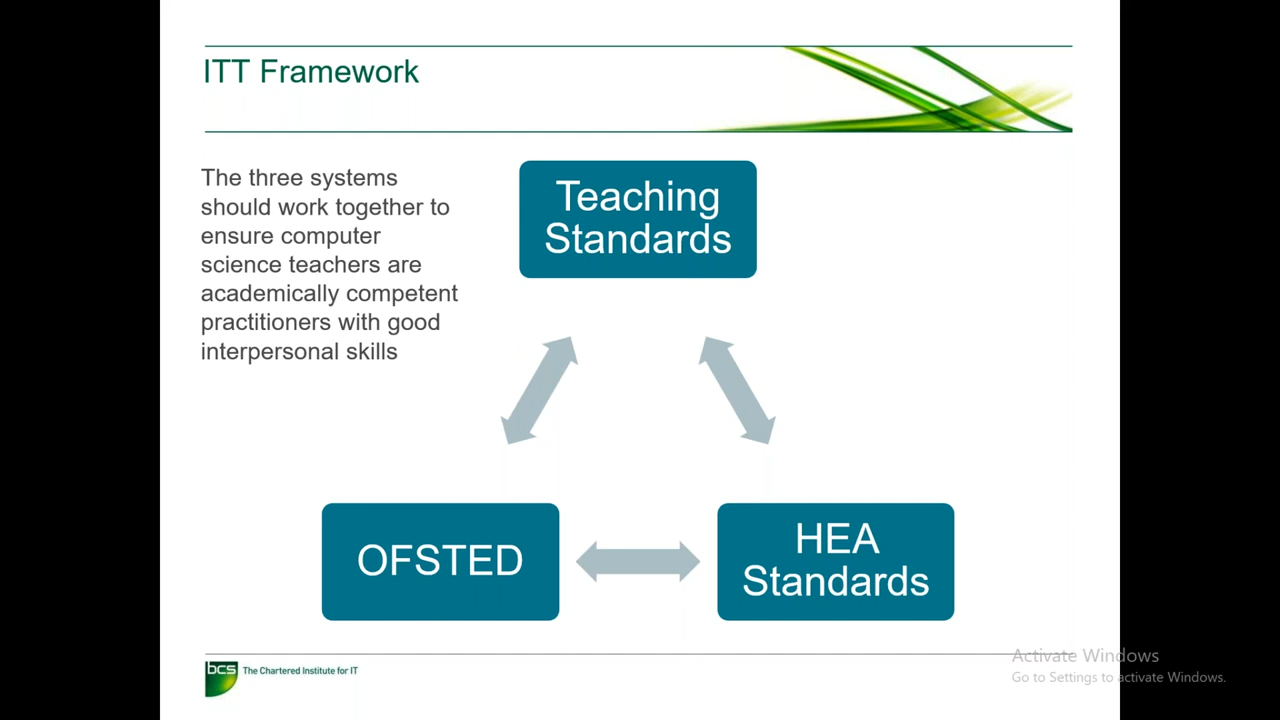 ITT Framework
The three systems
should work together to
ensure computer
science teachers are
academically competent
practitioners with good
interpersonal skills
Teaching
Standards
OFSTED
HEA
Standards
bcs
The Chartered Institute for IT
Activate Windows
Go to Settings to activate Windows.